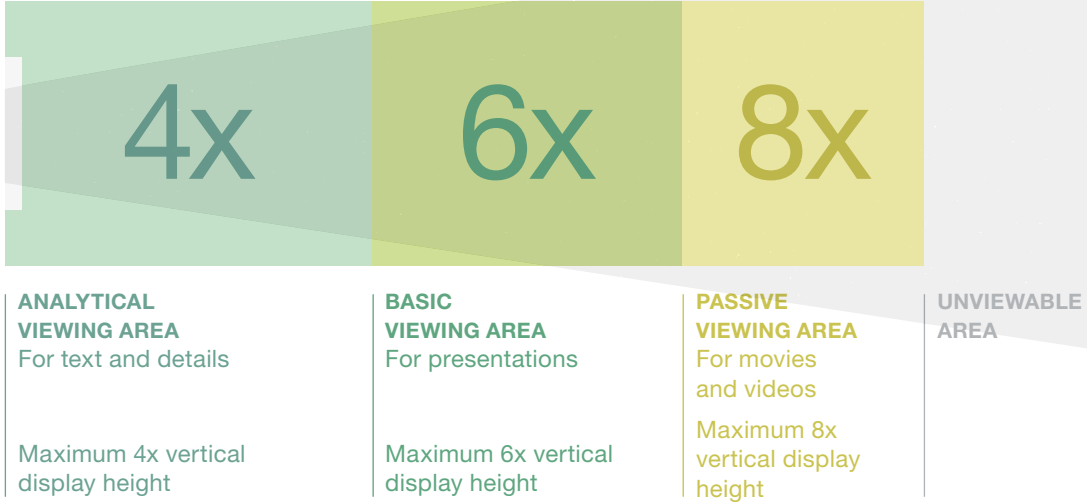 4x
6x
8x
ANALYTICAL
VIEWING AREA
For text and details
Maximum 4x vertical
display height
BASIC
VIEWING AREA
For presentations
Maximum 6x vertical
display height
PASSIVE
VIEWING AREA
For movies
and videos
Maximum 8x
vertical display
height
UNVIEWABLE
AREA